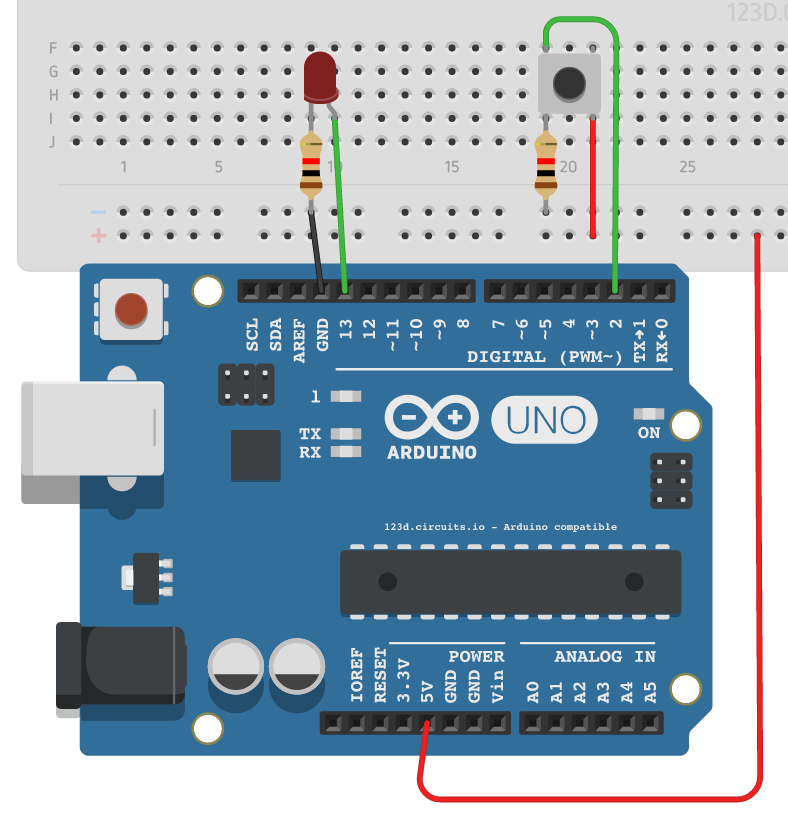 123D.
F
G
H
I
J
1 5 10 15 20 25
−
+
SCL
SDA
AREF
GND
13
12
~11
~10
~9
8
7
~6
~5
4
~3
2
TX→1
RX←0
DIGITAL (PWM~)
1
TX
RX
ARDUINO
UNO
ON
123d.circuits.io - Arduino compatible
POWER
ANALOG IN
IOREF
RESET
3.3V
5V
GND
GND
Vin
A0
A1
A2
A3
A4
A5